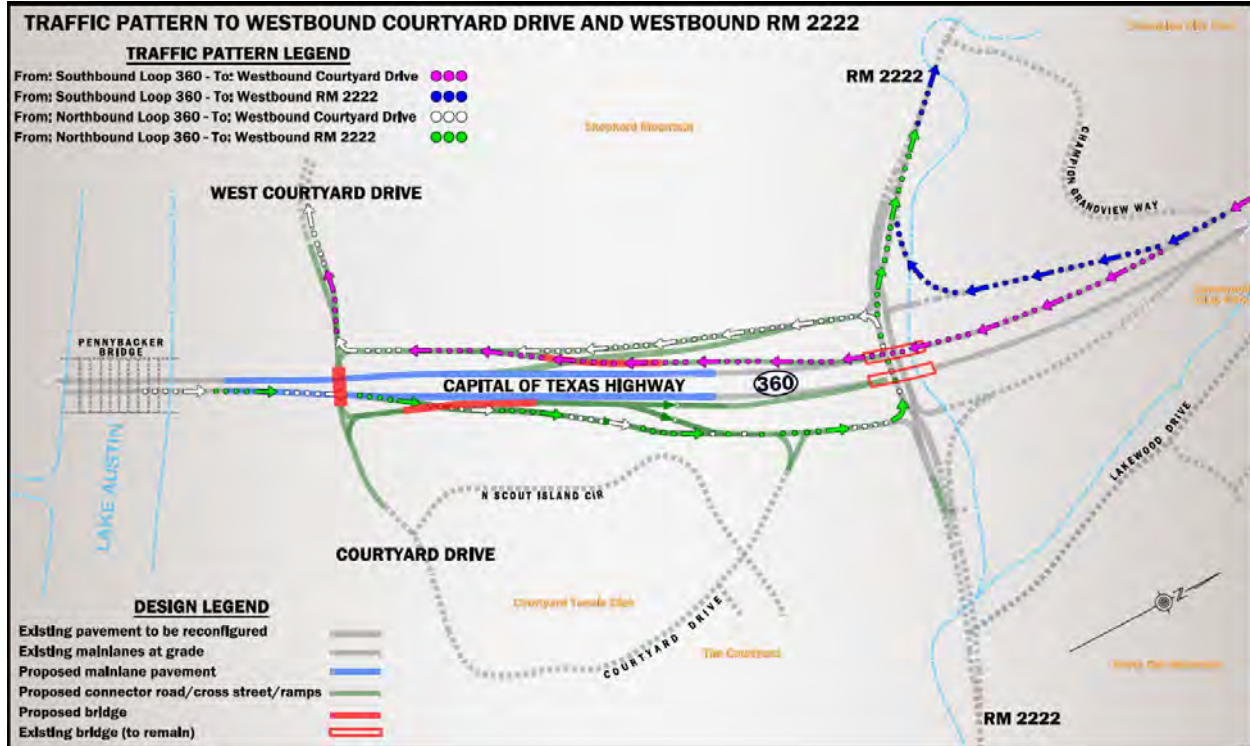 TRAFFIC PATTERN TO WESTBOUND COURTYARD DRIVE AND WESTBOUND RM 2222
TRAFFIC PATTERN LEGEND
From: Southbound Loop 360 - To: Westbound Courtyard Drive
From: Southbound Loop 360 - To: Westbound RM 2222
From: Northbound Loop 360 - To: Westbound Courtyard Drive
From: Northbound Loop 360 - To: Westbound RM 2222
RM 2222
Shepherd Mountain
CHAMPION GRANDVIEW WAY
WEST COURTYARD DRIVE
PENNYBACKER
BRIDGE
CAPITAL OF TEXAS HIGHWAY
360
LAKE AUSTIN
LAKEWOOD DRIVE
N SCOUT ISLAND CIR
COURTYARD DRIVE
Courtyard Tennis Club
COURTYARD DRIVE
The Courtyard
N
RM 2222
DESIGN LEGEND
Existing pavement to be reconfigured
Existing mainlanes at grade
Proposed mainlane pavement
Proposed connector road/cross street/ramps
Proposed bridge
Existing bridge (to remain)